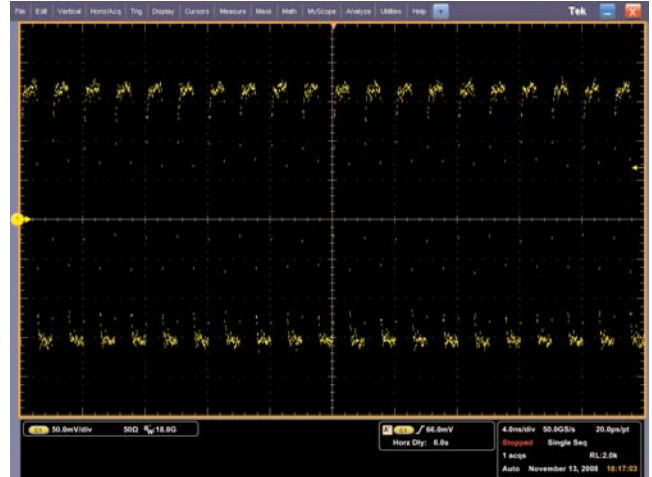 File Edit Vertical Horiz/Acq Trig Display Cursors Measure Mask Math MyScope Analyze Utilities Help Tek
C1 50.0mV/div 50Ω 18.0G
A' C1 66.0mV
Horz Dly: 0.0s
4.0ns/div 50.0GS/s 20.0ps/pt
Stopped Single Seq
1 acqs RL:2.0k
Auto November 13, 2008 18:17:03